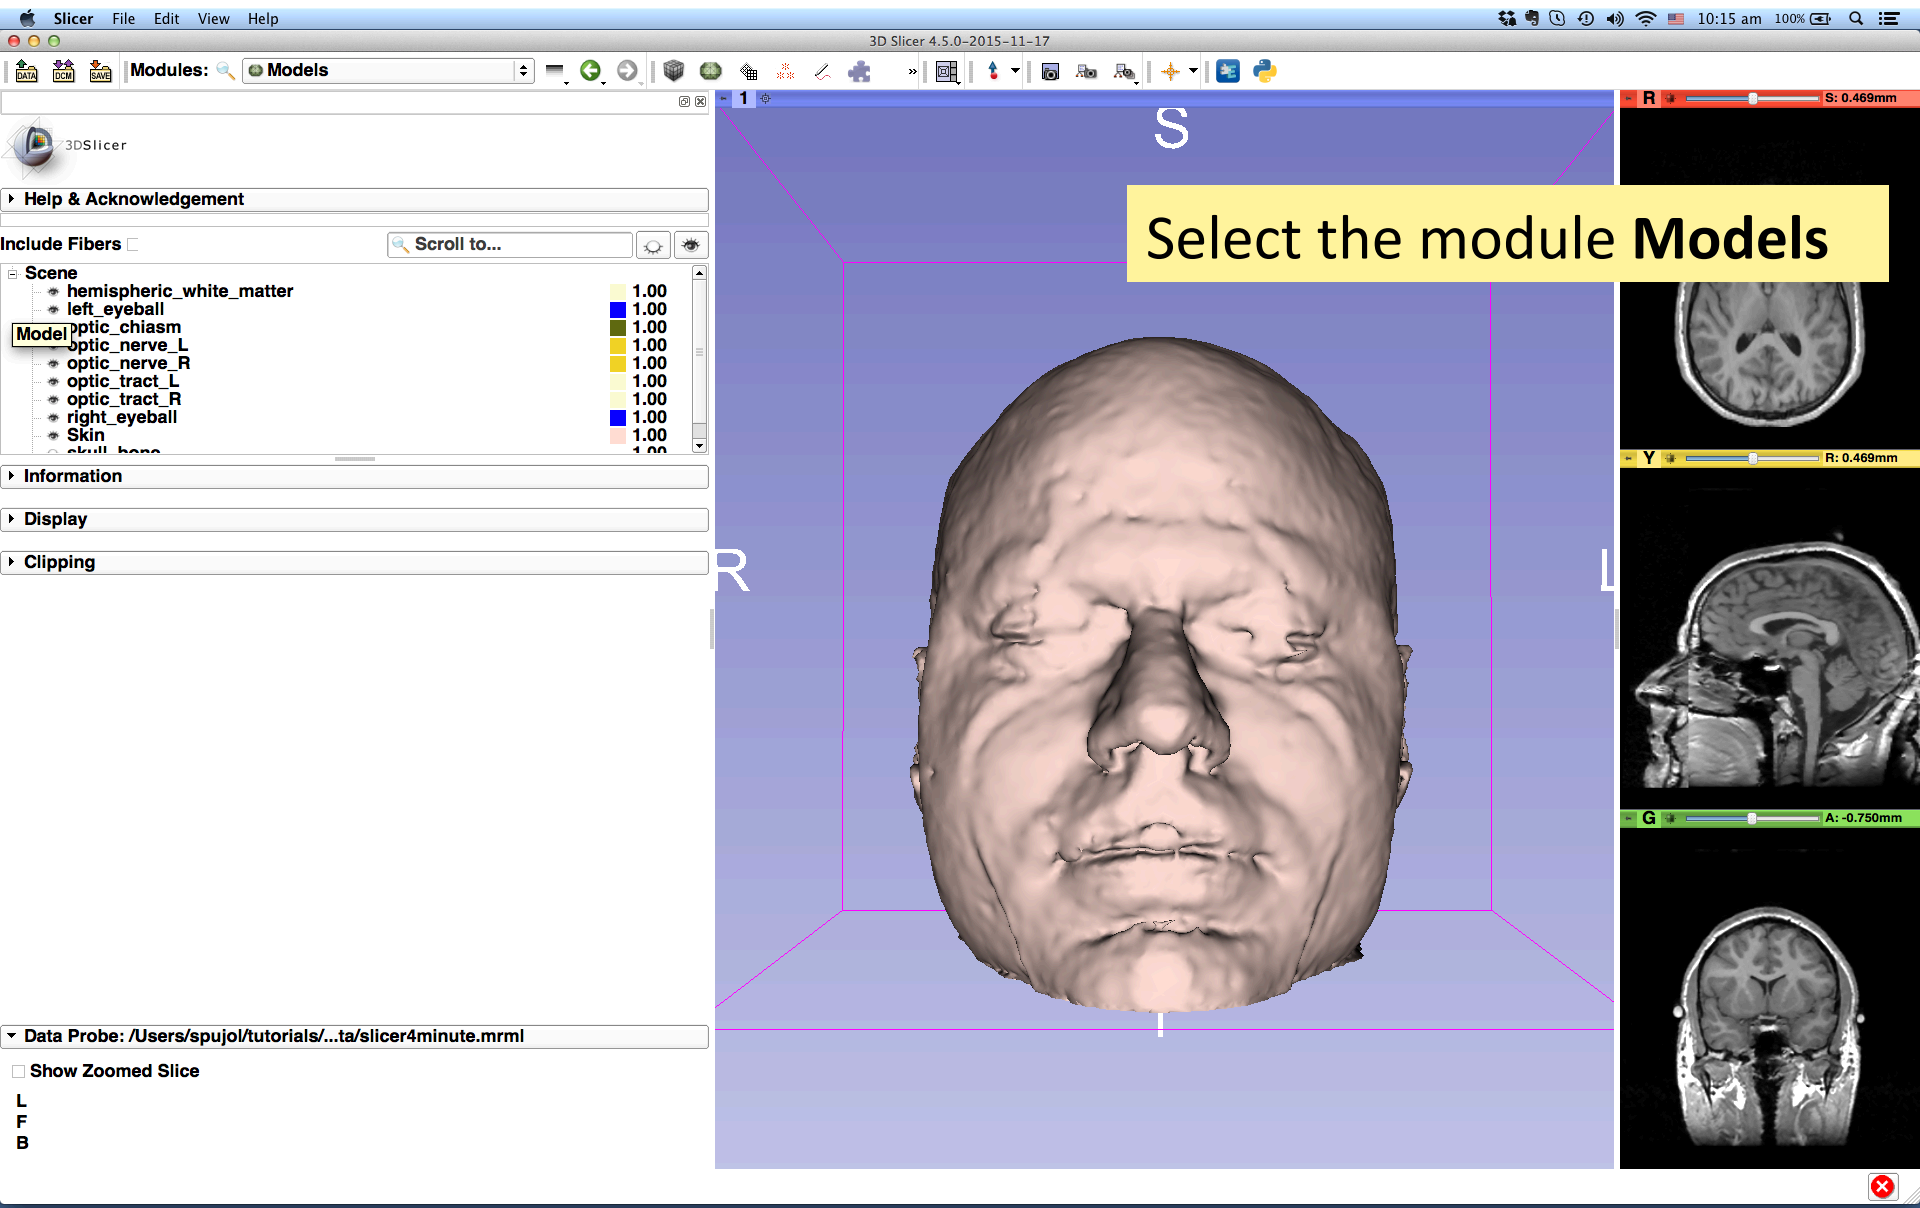 Slicer File Edit View Help
10:15 am 100%
3D Slicer 4.5.0-2015-11-17
DATA DCM SAVE Modules: Models
1
R S: 0.469mm
3DSlicer
S
Help & Acknowledgement
Select the module Models
Include Fibers Scroll to...
Scene
hemispheric_white_matter 1.00
left_eyeball 1.00
optic_chiasm 1.00
Model
optic_nerve_L 1.00
optic_nerve_R 1.00
optic_tract_L 1.00
optic_tract_R 1.00
right_eyeball 1.00
Skin 1.00
skull_bone 1.00
Y R: 0.469mm
Information
Display
Clipping
R L
G A: -0.750mm
I
Data Probe: /Users/spujol/tutorials/...ta/slicer4minute.mrml
Show Zoomed Slice
L
F
B